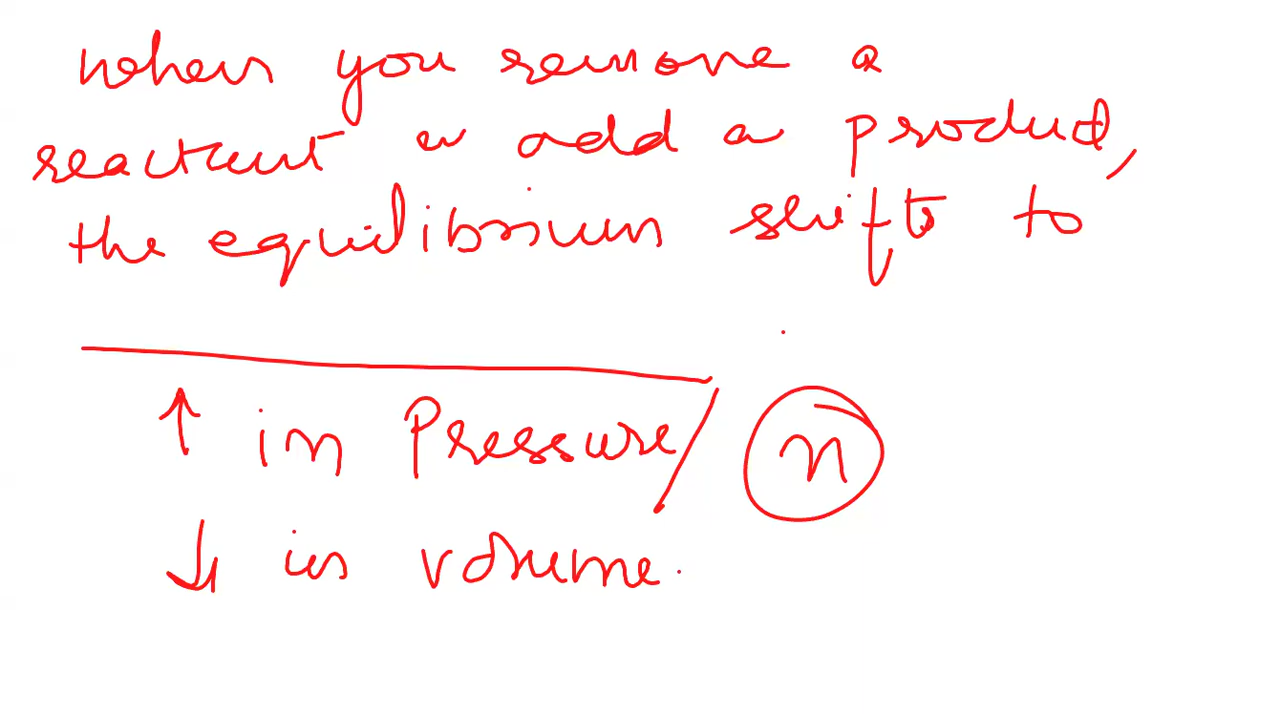 when you remove a
reactant or add a product,
the equilibrium shifts to
↑ in Pressure/ n
↓ in volume.